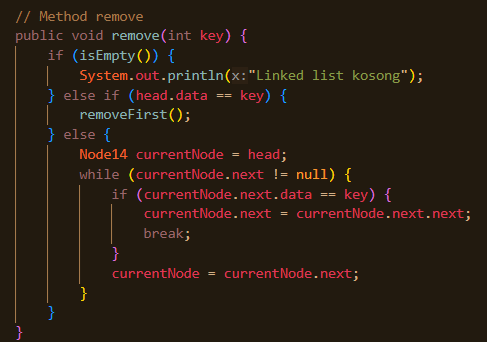 // Method remove
public void remove(int key) {
    if (isEmpty()) {
        System.out.println(x:"Linked list kosong");
    } else if (head.data == key) {
        removeFirst();
    } else {
        Node14 currentNode = head;
        while (currentNode.next != null) {
            if (currentNode.next.data == key) {
                currentNode.next = currentNode.next.next;
                break;
            }
            currentNode = currentNode.next;
        }
    }
}